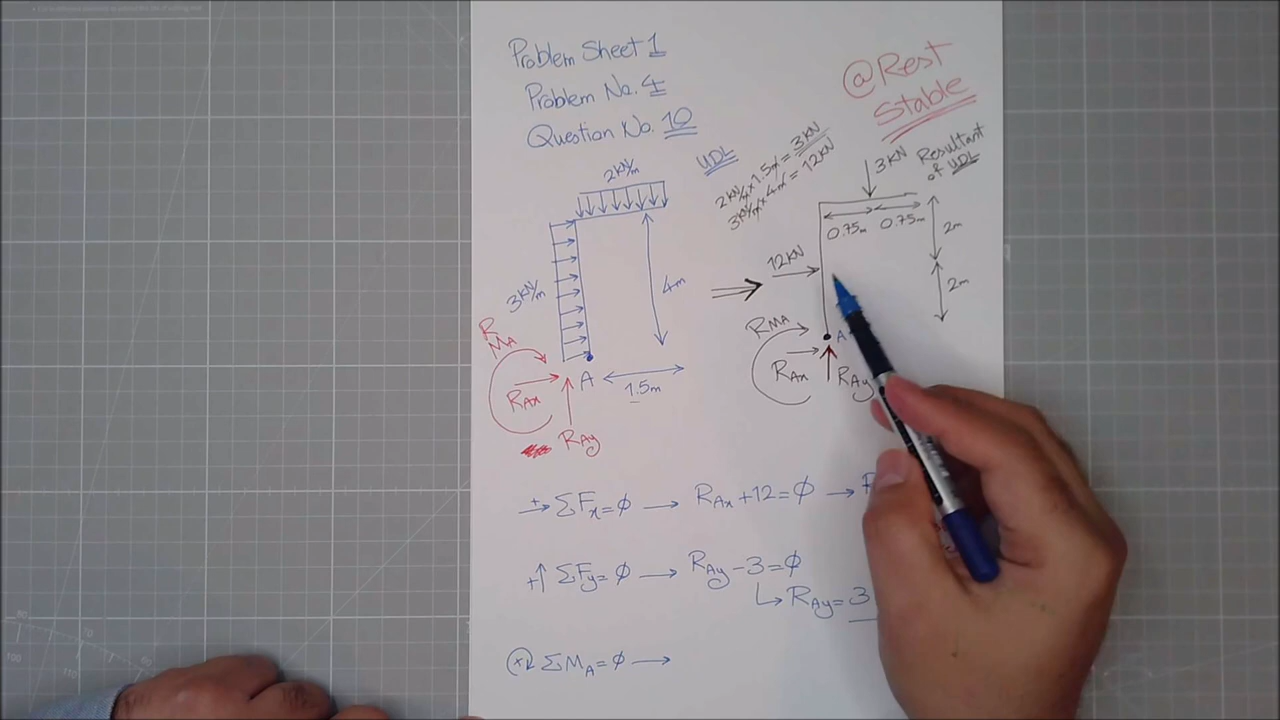 Problem Sheet 1
Problem No. 4
Question No. 10
@Rest
Stable
UDL
2kN/m x 1.5m = 3kN
3kN/m x 4m = 12kN
2kN/m
3kN/m
4m
1.5m
A
RMA
RAx
RAy
3kN
Resultant
of UDL
0.75m 0.75m
2m
2m
12kN
RMA
RAx
RAy
A
+→ ΣFx=∅ → RAx+12=∅ → R
+↑ ΣFy=∅ → RAy-3=∅
↳ RAy=3
+ ΣMA=∅ →